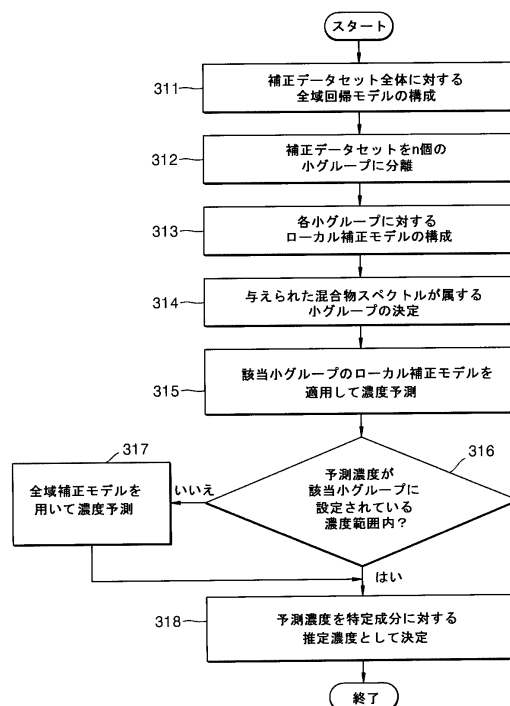 スタート
311
補正データセット全体に対する
全域回帰モデルの構成
312
補正データセットをn個の
小グループに分離
313
各小グループに対する
ローカル補正モデルの構成
314
与えられた混合物スペクトルが属する
小グループの決定
315
該当小グループのローカル補正モデルを
適用して濃度予測
316
予測濃度が
該当小グループに
設定されている
濃度範囲内?
317
いいえ
全域補正モデルを
用いて濃度予測
はい
318
予測濃度を特定成分に対する
推定濃度として決定
終了